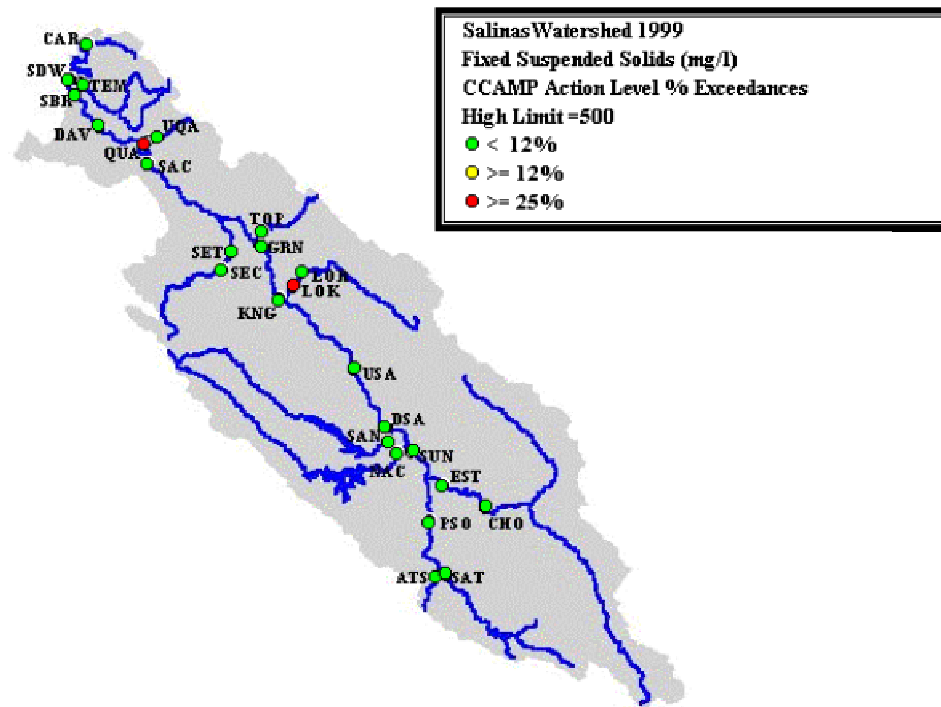 Salinas Watershed 1999
Fixed Suspended Solids (mg/l)
CCAMP Action Level % Exceedances
High Limit =500
< 12%
>= 12%
>= 25%
CAR
SDW
TEM
SBR
DAV
UQA
QUA
SAC
TOP
SET
GRN
SEC
LOK
KNG
USA
DSA
SAN
SUN
NAC
EST
PSO
CHO
ATS
SAT